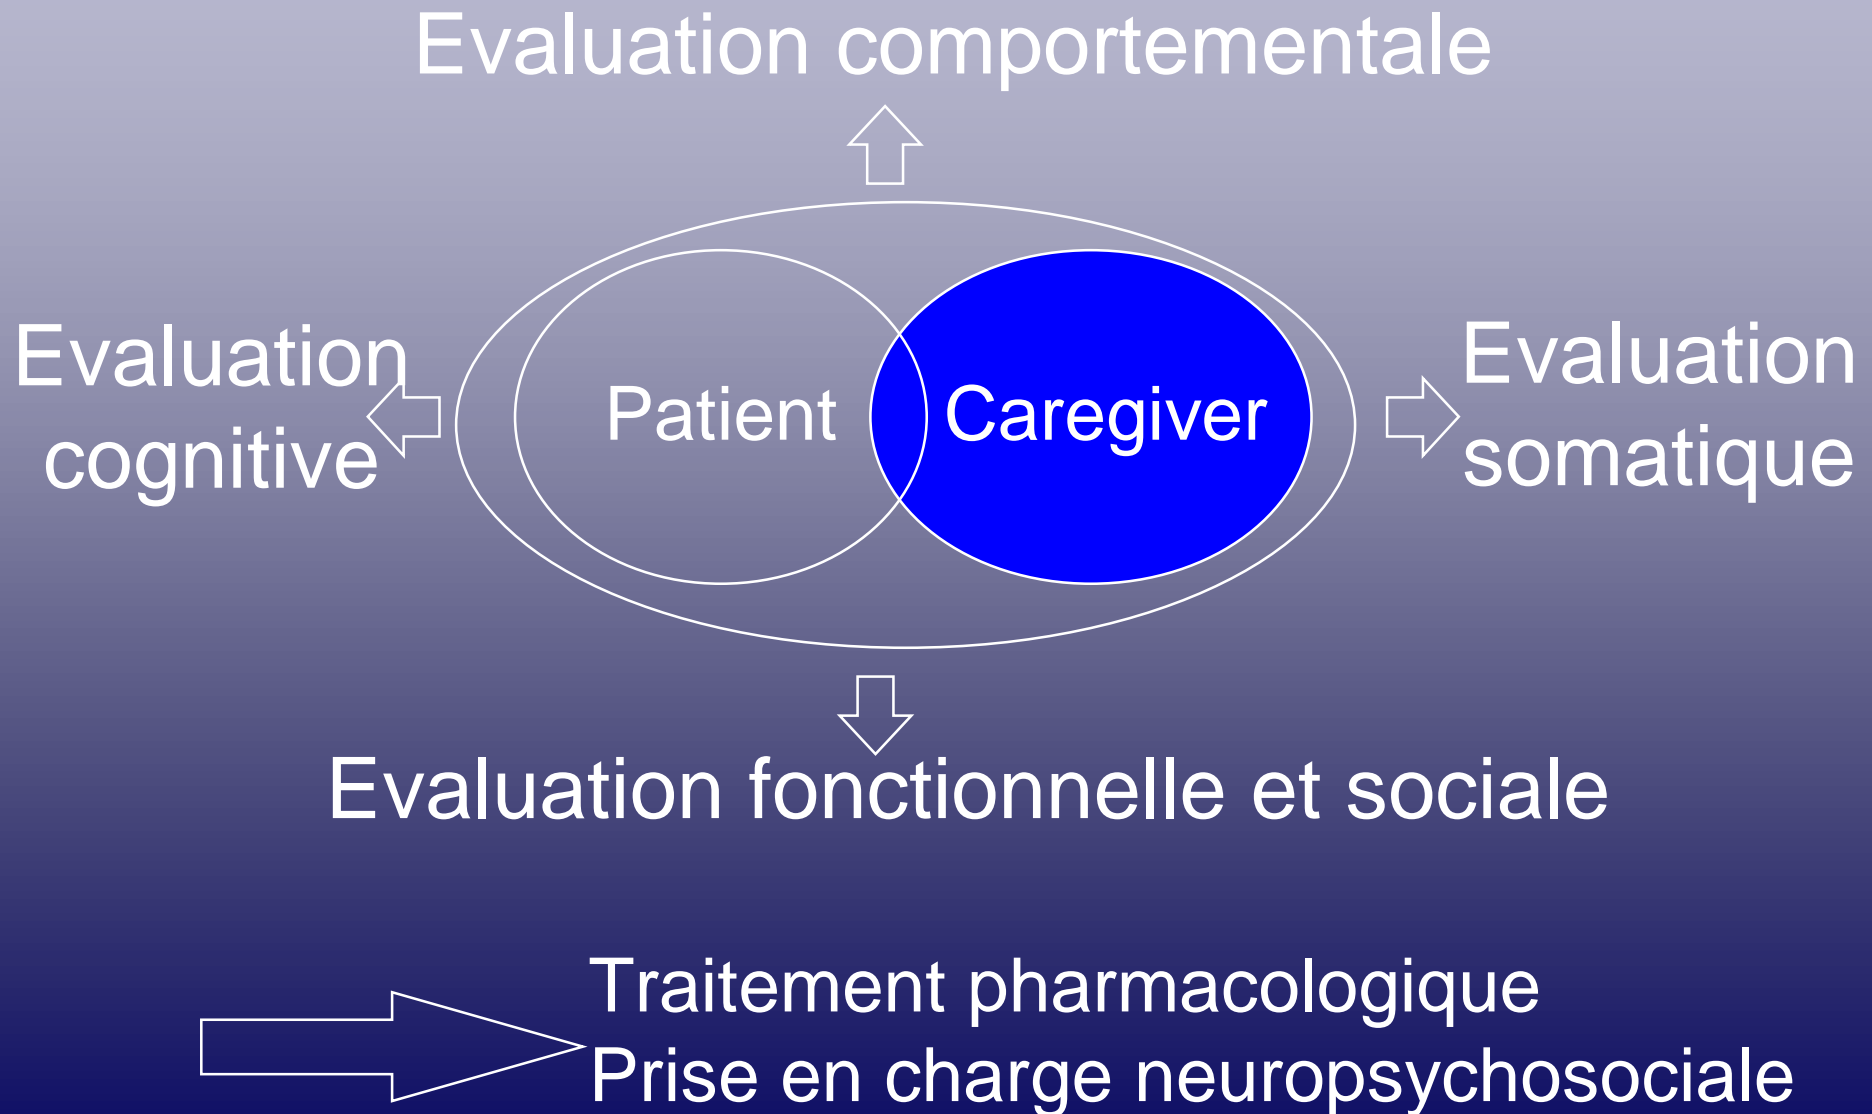 Evaluation comportementale
Evaluation
cognitive
Patient
Caregiver
Evaluation
somatique
Evaluation fonctionnelle et sociale
Traitement pharmacologique
Prise en charge neuropsychosociale